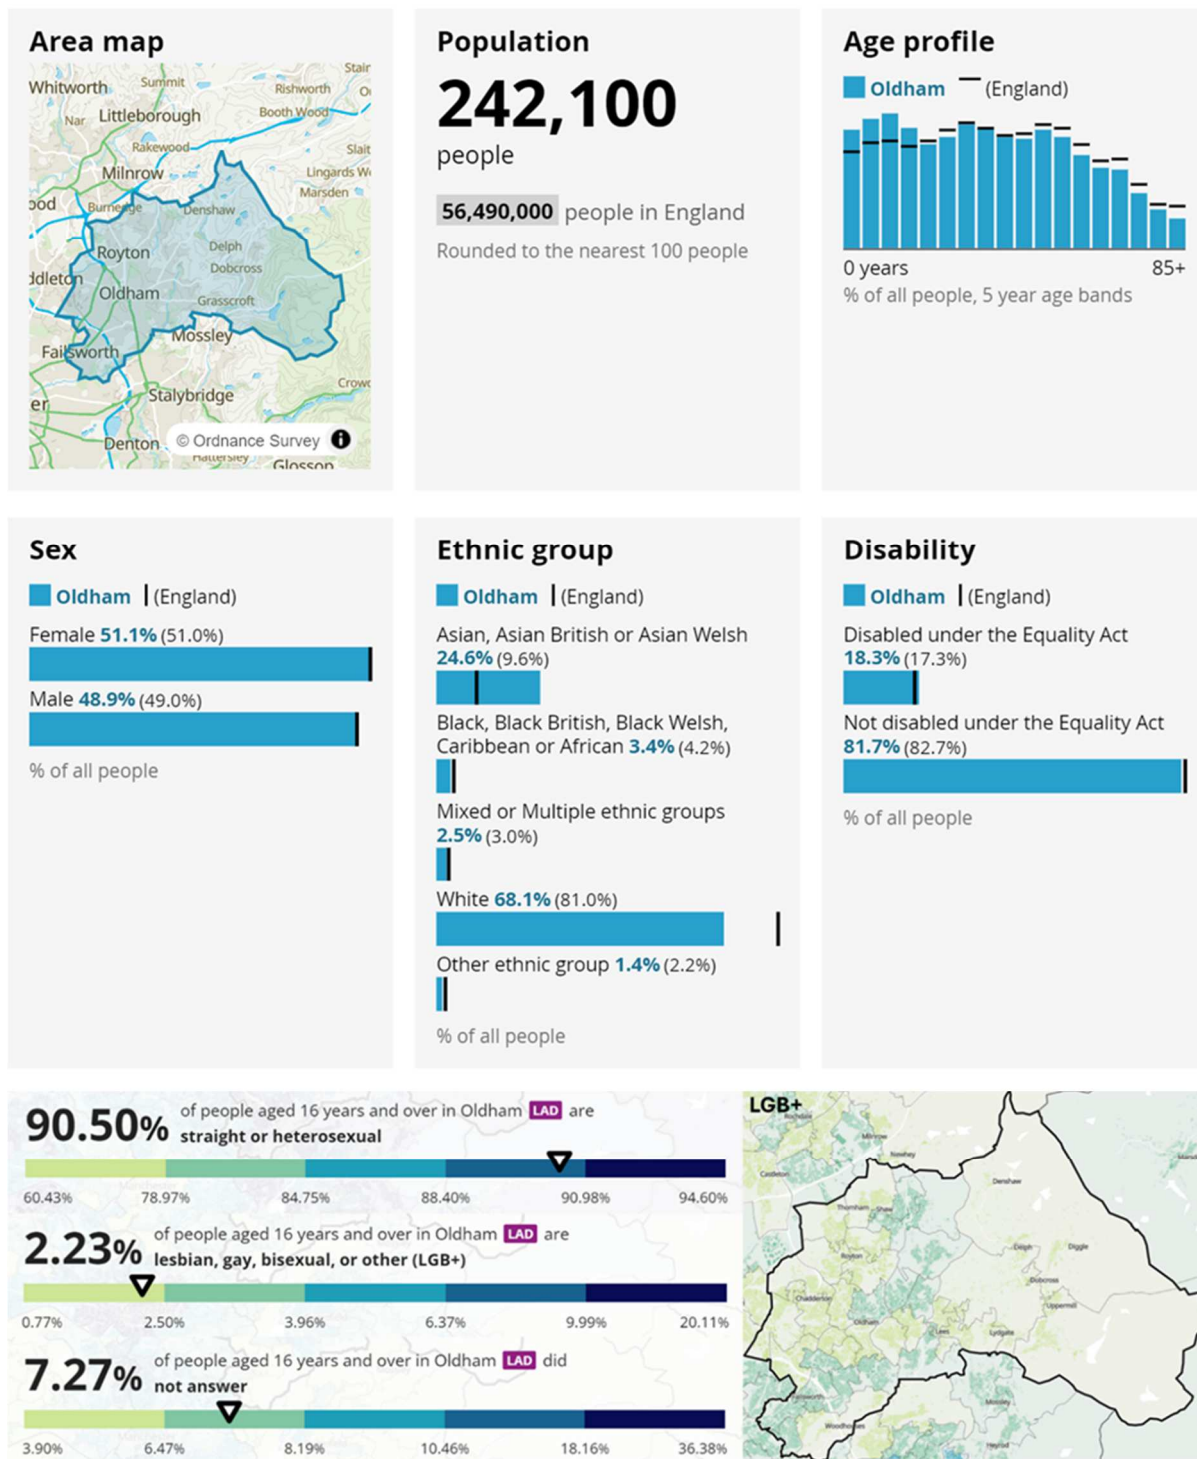 Area map
Whitworth
Summit
Rishworth
Nar
Littleborough
Booth Wood
Rakewood
Milnrow
Marsden
Burnedge
Denshaw
Royton
Delph
Dobcross
Oldham
Grasscroft
Mossley
Failsworth
Stalybridge
Denton
© Ordnance Survey
Hattersley
Glossop
Population
242,100
people
56,490,000 people in England
Rounded to the nearest 100 people
Age profile
Oldham (England)
0 years 85+
% of all people, 5 year age bands
Sex
Oldham (England)
Female 51.1% (51.0%)
Male 48.9% (49.0%)
% of all people
Ethnic group
Oldham (England)
Asian, Asian British or Asian Welsh
24.6% (9.6%)
Black, Black British, Black Welsh,
Caribbean or African 3.4% (4.2%)
Mixed or Multiple ethnic groups
2.5% (3.0%)
White 68.1% (81.0%)
Other ethnic group 1.4% (2.2%)
% of all people
Disability
Oldham (England)
Disabled under the Equality Act
18.3% (17.3%)
Not disabled under the Equality Act
81.7% (82.7%)
% of all people
90.50% of people aged 16 years and over in Oldham LAD are
straight or heterosexual
60.43% 78.97% 84.75% 88.40% 90.98% 94.60%
2.23% of people aged 16 years and over in Oldham LAD are
lesbian, gay, bisexual, or other (LGB+)
0.77% 2.50% 3.96% 6.37% 9.99% 20.11%
7.27% of people aged 16 years and over in Oldham LAD did
not answer
3.90% 6.47% 8.19% 10.46% 18.16% 36.38%
LGB+
Milnrow
Newhey
Castleton
Denshaw
Thornham
Shaw
Royton
Delph
Diggle
Dobcross
Chadderton
Uppermill
Oldham
Lees
Lydgate
Mossley
Woodhouses
Heyrod